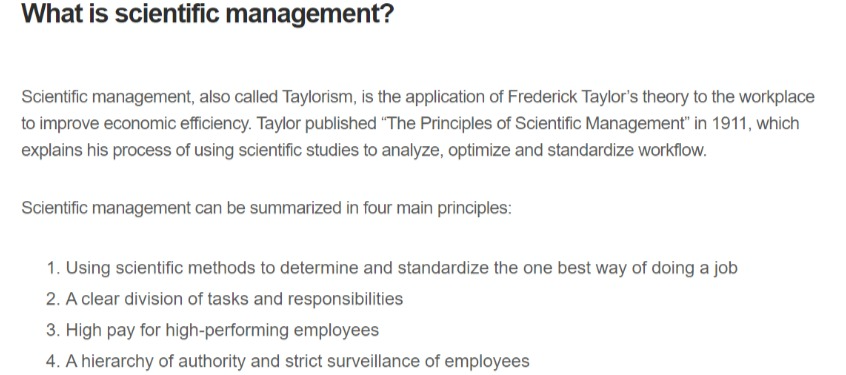 What is scientific management?
Scientific management, also called Taylorism, is the application of Frederick Taylor’s theory to the workplace
to improve economic efficiency. Taylor published “The Principles of Scientific Management” in 1911, which
explains his process of using scientific studies to analyze, optimize and standardize workflow.
Scientific management can be summarized in four main principles:
1. Using scientific methods to determine and standardize the one best way of doing a job
2. A clear division of tasks and responsibilities
3. High pay for high-performing employees
4. A hierarchy of authority and strict surveillance of employees